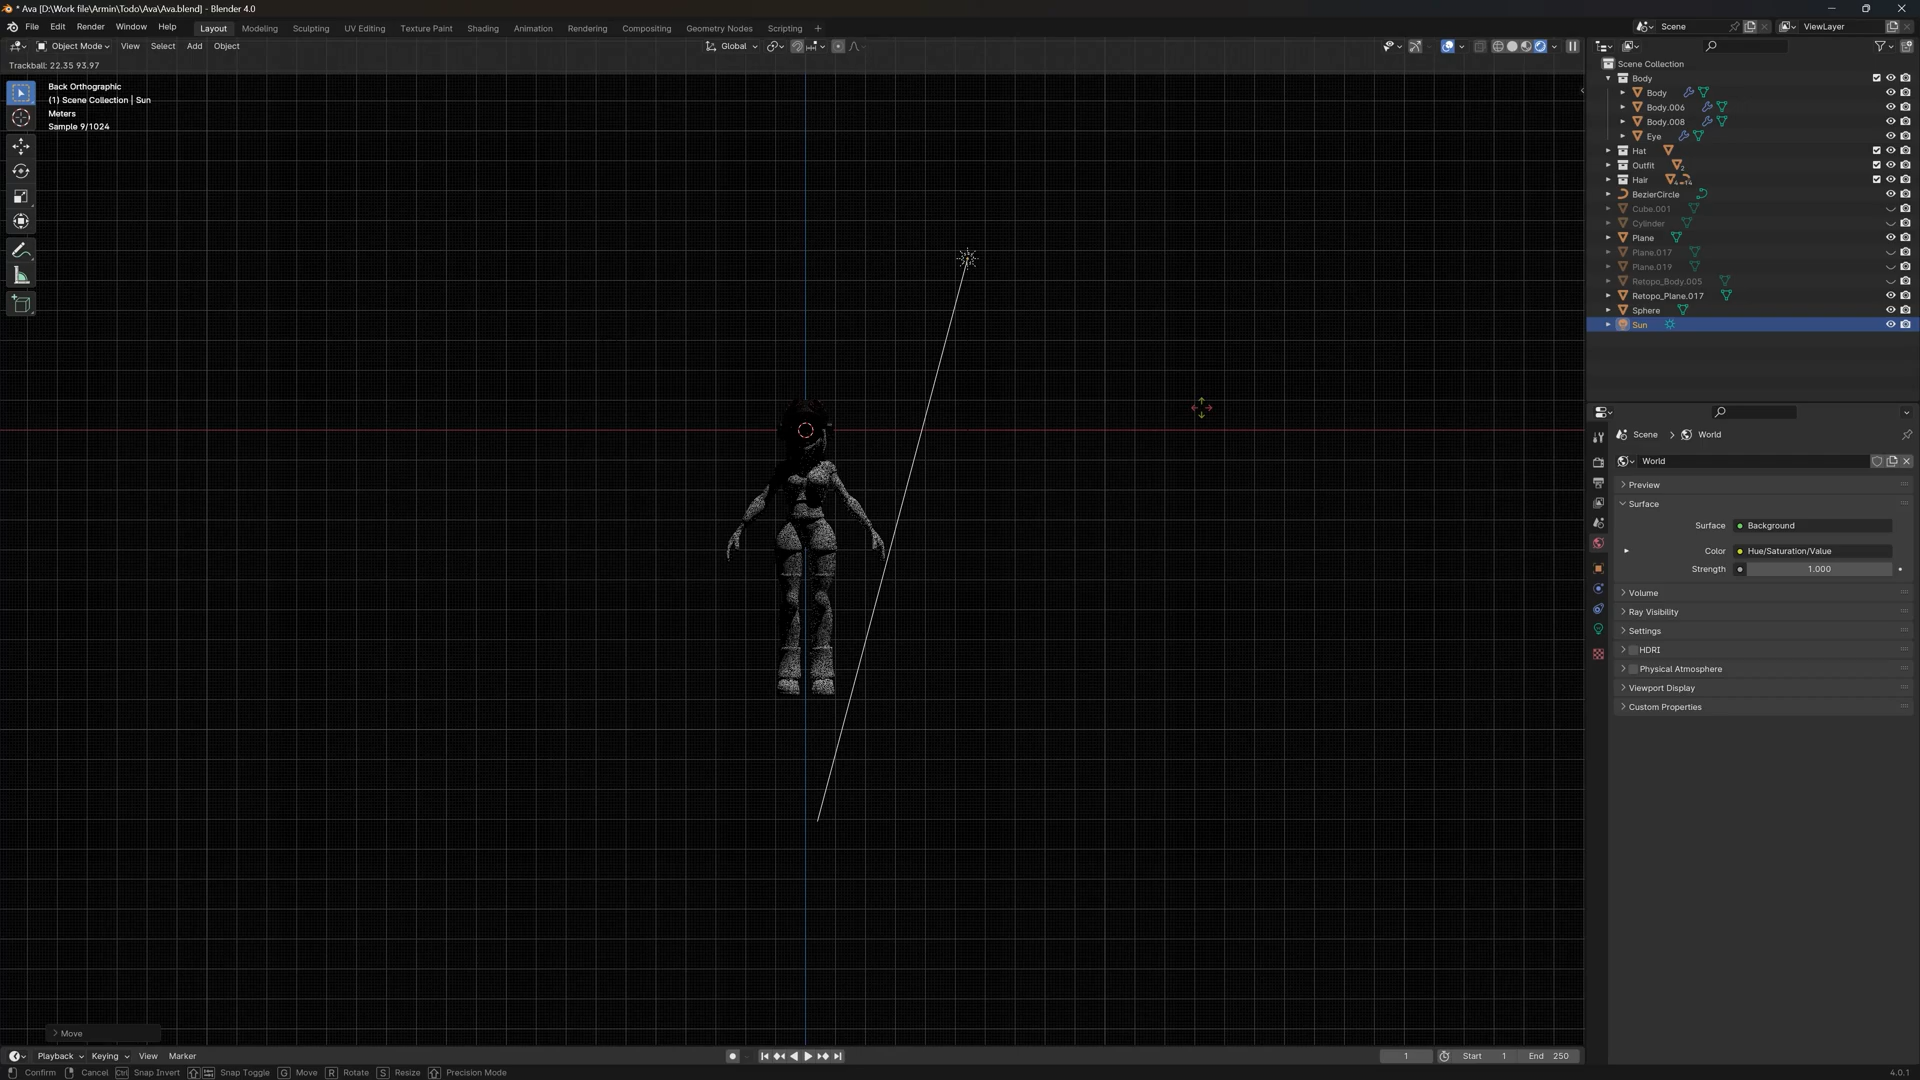 * Ava [D:\Work file\Armin\Todo\Ava\Ava.blend] - Blender 4.0
File Edit Render Window Help Layout Modeling Sculpting UV Editing Texture Paint Shading Animation Rendering Compositing Geometry Nodes Scripting + Scene ViewLayer
Object Mode View Select Add Object Global
Trackball: 22.35 93.97
Back Orthographic
(1) Scene Collection | Sun
Meters
Sample 9/1024
Scene Collection
Body
Body
Body.006
Body.008
Eye
Hat
Outfit 2
Hair 4 14
BezierCircle
Cube.001
Cylinder
Plane
Plane.017
Plane.019
Retopo_Body.005
Retopo_Plane.017
Sphere
Sun
Scene > World
World
Preview
Surface
Surface Background
Color Hue/Saturation/Value
Strength 1.000
Volume
Ray Visibility
Settings
HDRI
Physical Atmosphere
Viewport Display
Custom Properties
Move
Playback Keying View Marker 1 Start 1 End 250
Confirm Cancel Ctrl Snap Invert Snap Toggle G Move R Rotate S Resize Precision Mode 4.0.1